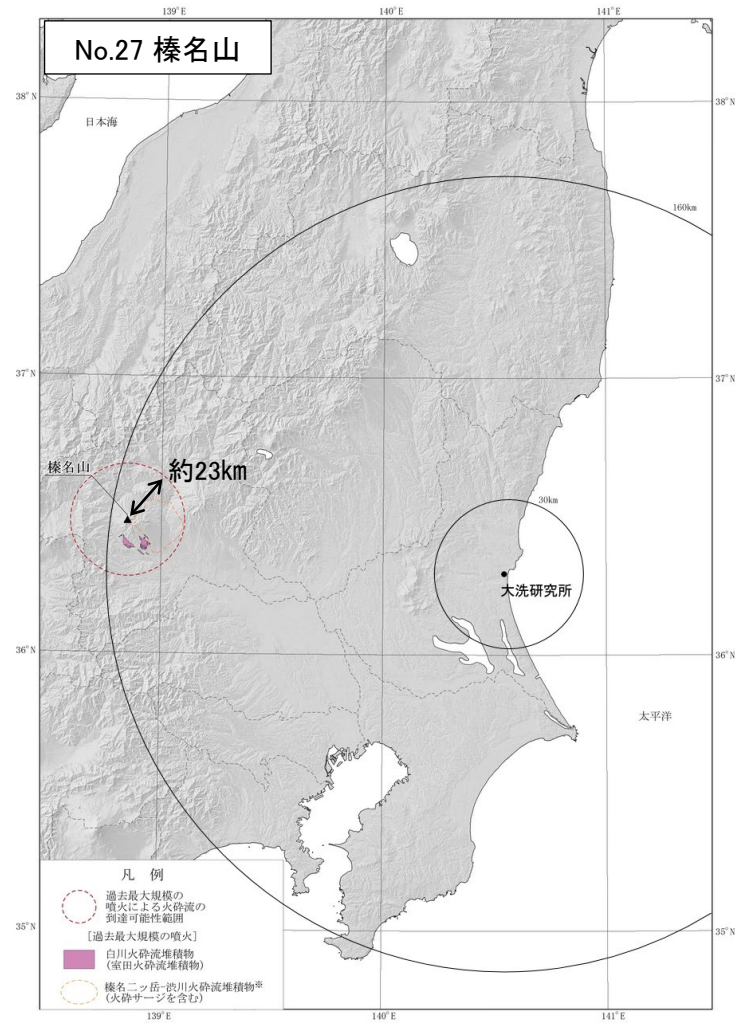 139°E
140°E
141°E
No.27 榛名山
38°N
38°N
日本海
160km
37°N
37°N
榛名山
約23km
30km
大洗研究所
36°N
36°N
太平洋
凡 例
過去最大規模の
噴火による火砕流の
到達可能性範囲
[過去最大規模の噴火]
白川火砕流堆積物
(室田火砕流堆積物)
榛名二ッ岳-渋川火砕流堆積物※
(火砕サージを含む)
35°N
35°N
139°E
140°E
141°E